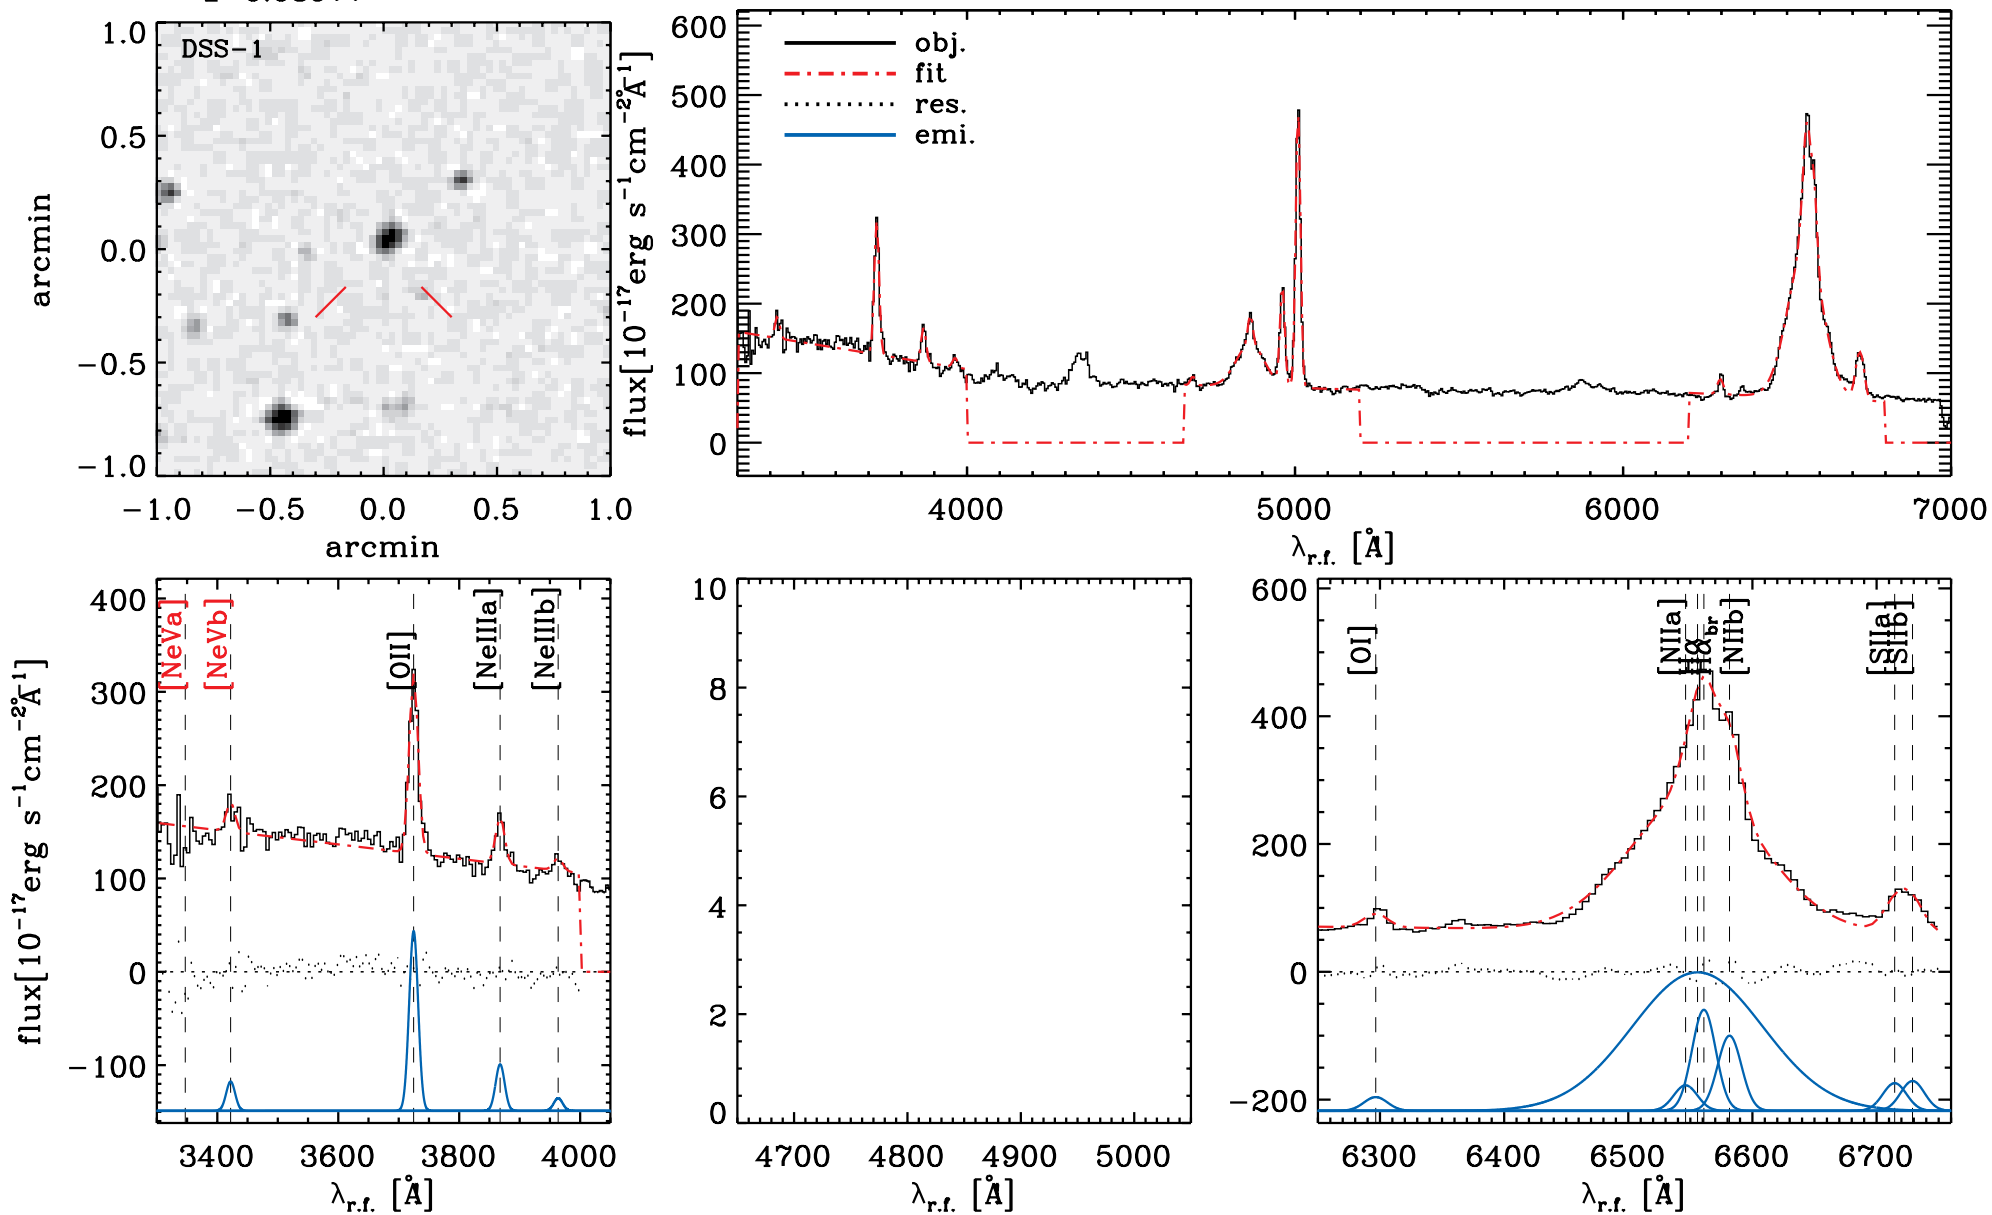 DSS-1
1.0
0.5
0.0
-0.5
-1.0
arcmin
-1.0 -0.5 0.0 0.5 1.0
arcmin
flux[10⁻¹⁷erg s⁻¹cm⁻²Å⁻¹]
600
500
400
300
200
100
0
obj.
fit
res.
emi.
4000 5000 6000 7000
λr.f. [Å]
flux[10⁻¹⁷erg s⁻¹cm⁻²Å⁻¹]
400
300
200
100
0
-100
[NeVa]
[NeVb]
[OII]
[NeIIIa]
[NeIIIb]
3400 3600 3800 4000
λr.f. [Å]
10
8
6
4
2
0
4700 4800 4900 5000
λr.f. [Å]
600
400
200
0
-200
[OI]
[NIIa]
Hα
Hαbr
[NIIb]
[SIIa]
[SIIb]
6300 6400 6500 6600 6700
λr.f. [Å]